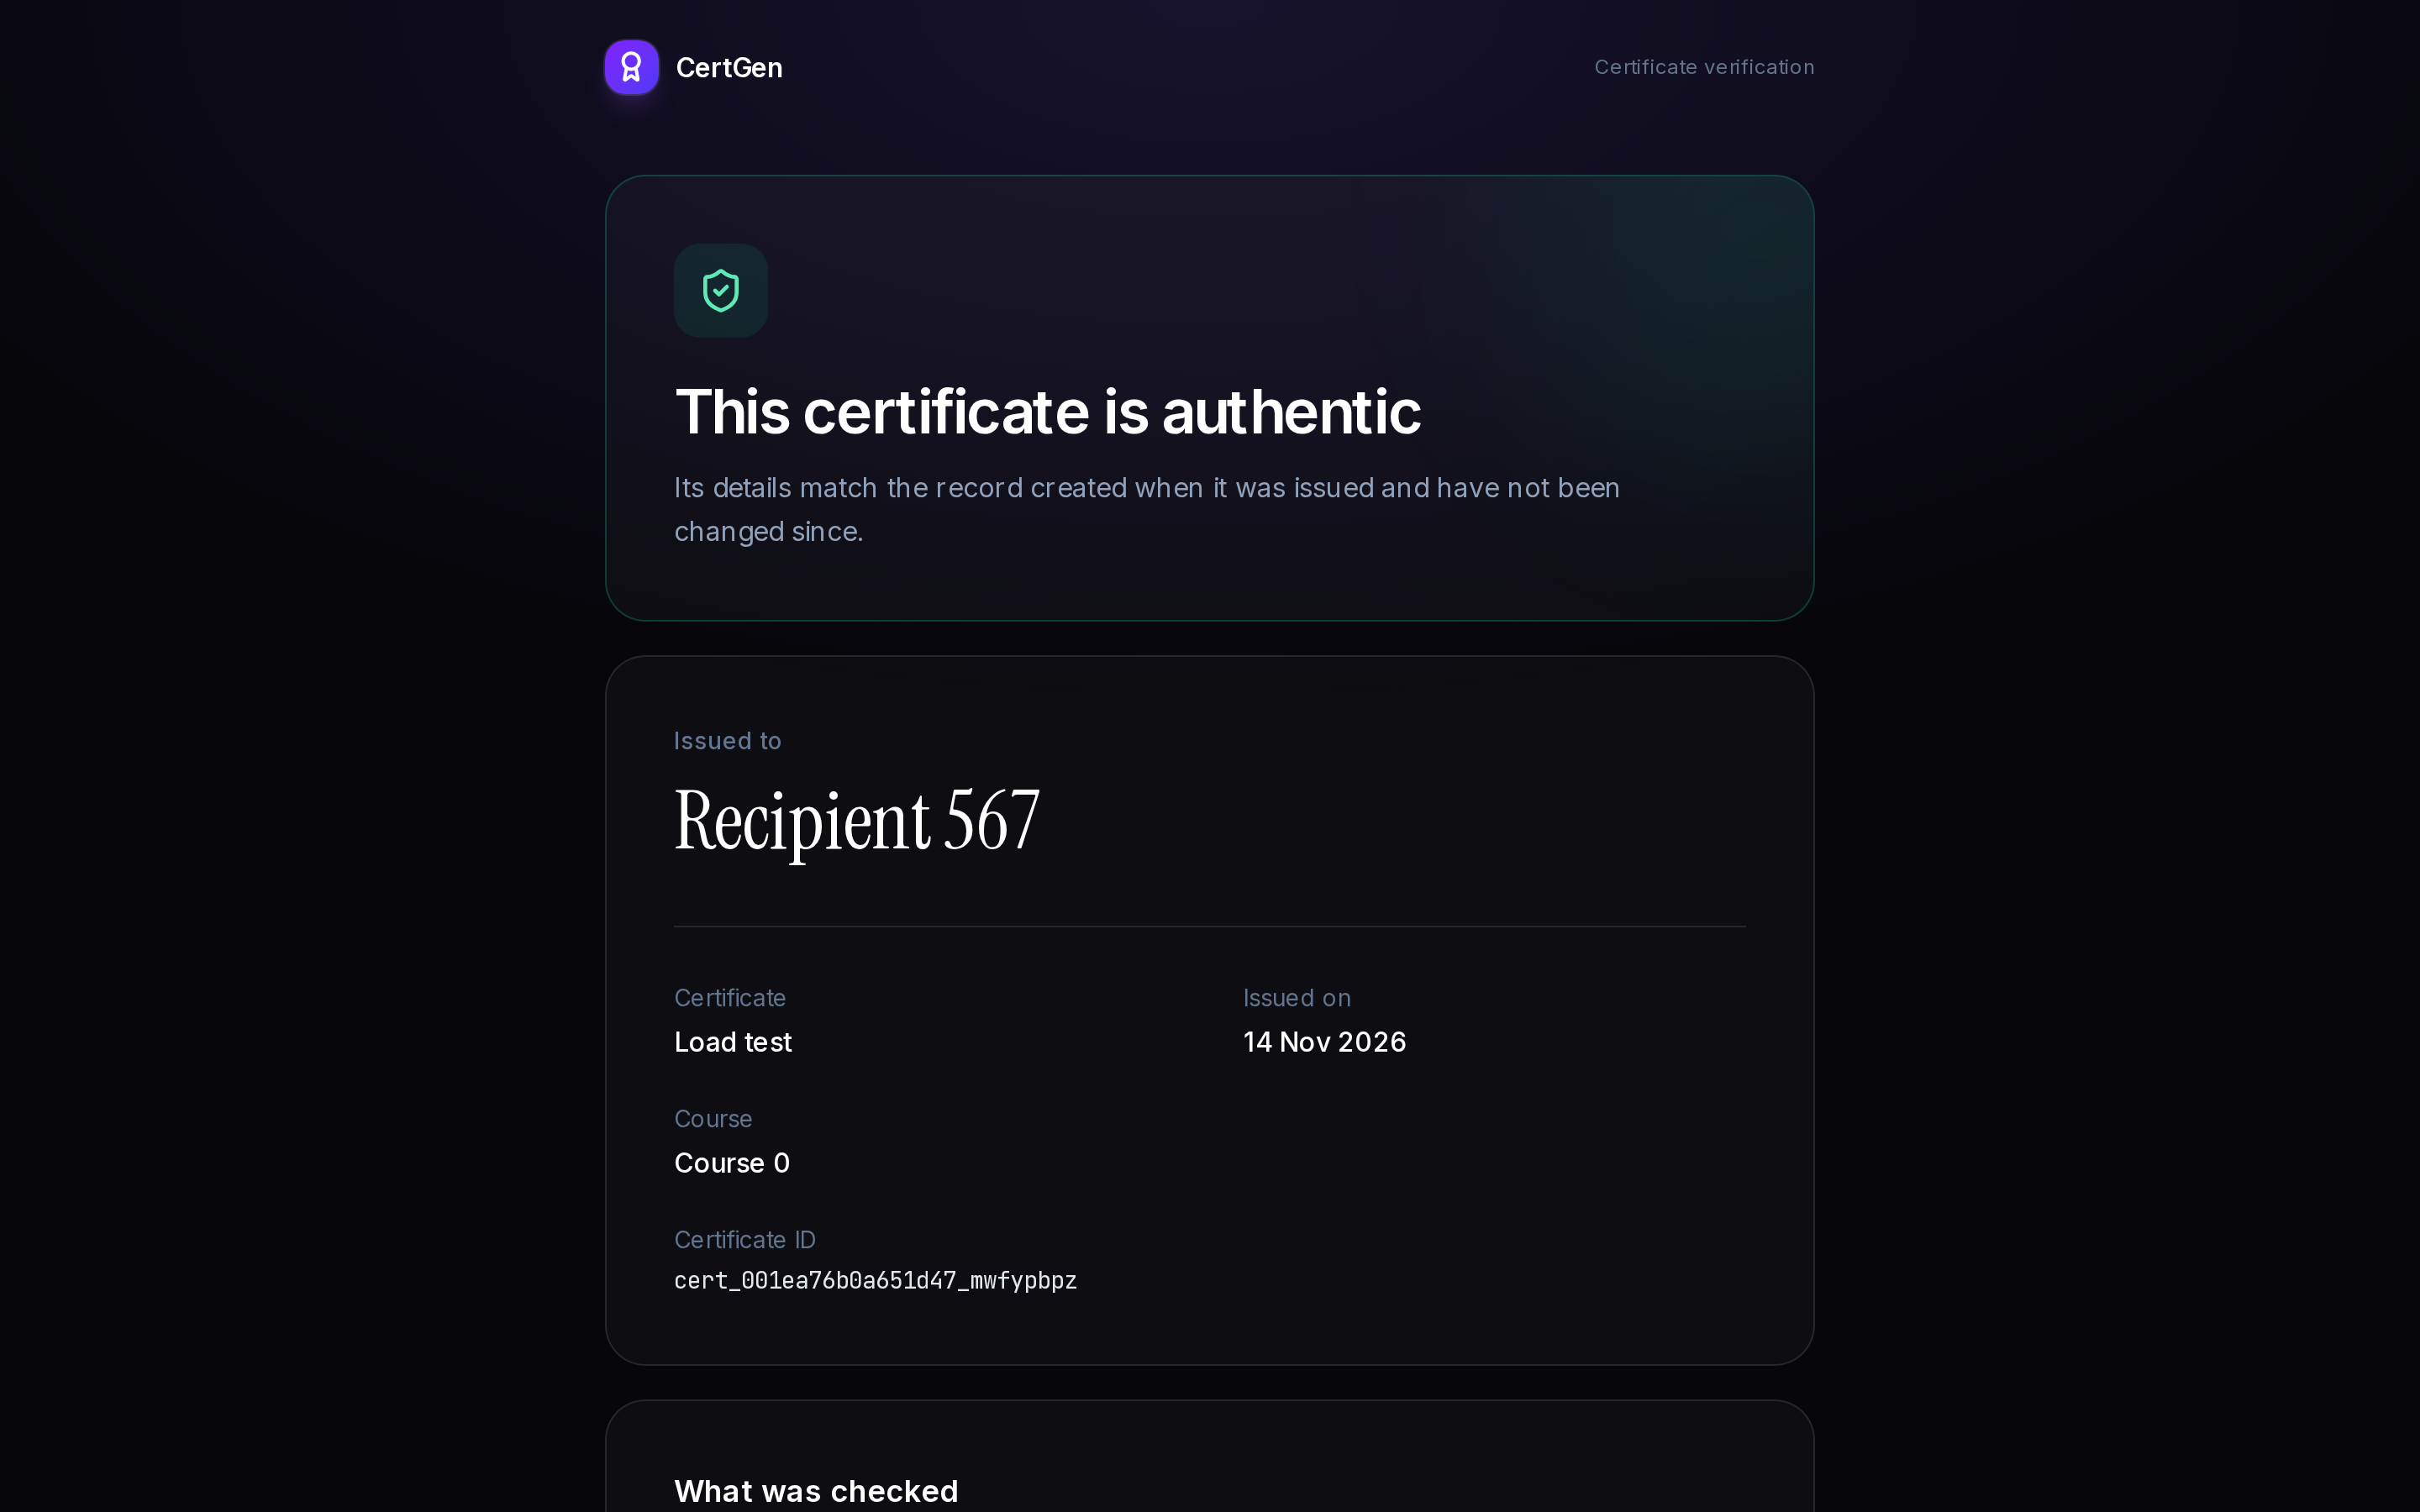 CertGen
Certificate verification
This certificate is authentic
Its details match the record created when it was issued and have not been
changed since.
Issued to
Recipient 567
Certificate
Load test
Issued on
14 Nov 2026
Course
Course 0
Certificate ID
cert_001ea76b0a651d47_mwfypbpz
What was checked